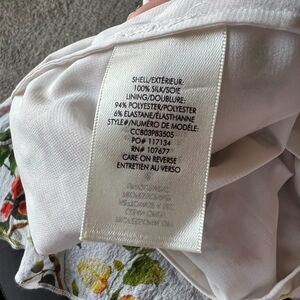 SHELL/EXTÉRIEUR:
100% SILK/SOIE
LINING/DOUBLURE:
94% POLYESTER/POLYESTER
6% ELASTANE/ÉLASTHANNE
STYLE#/NUMÉRO DE MODÈLE:
CC803P83505
PO# 117134
RN# 107677
CARE ON REVERSE
ENTRETIEN AU VERSO